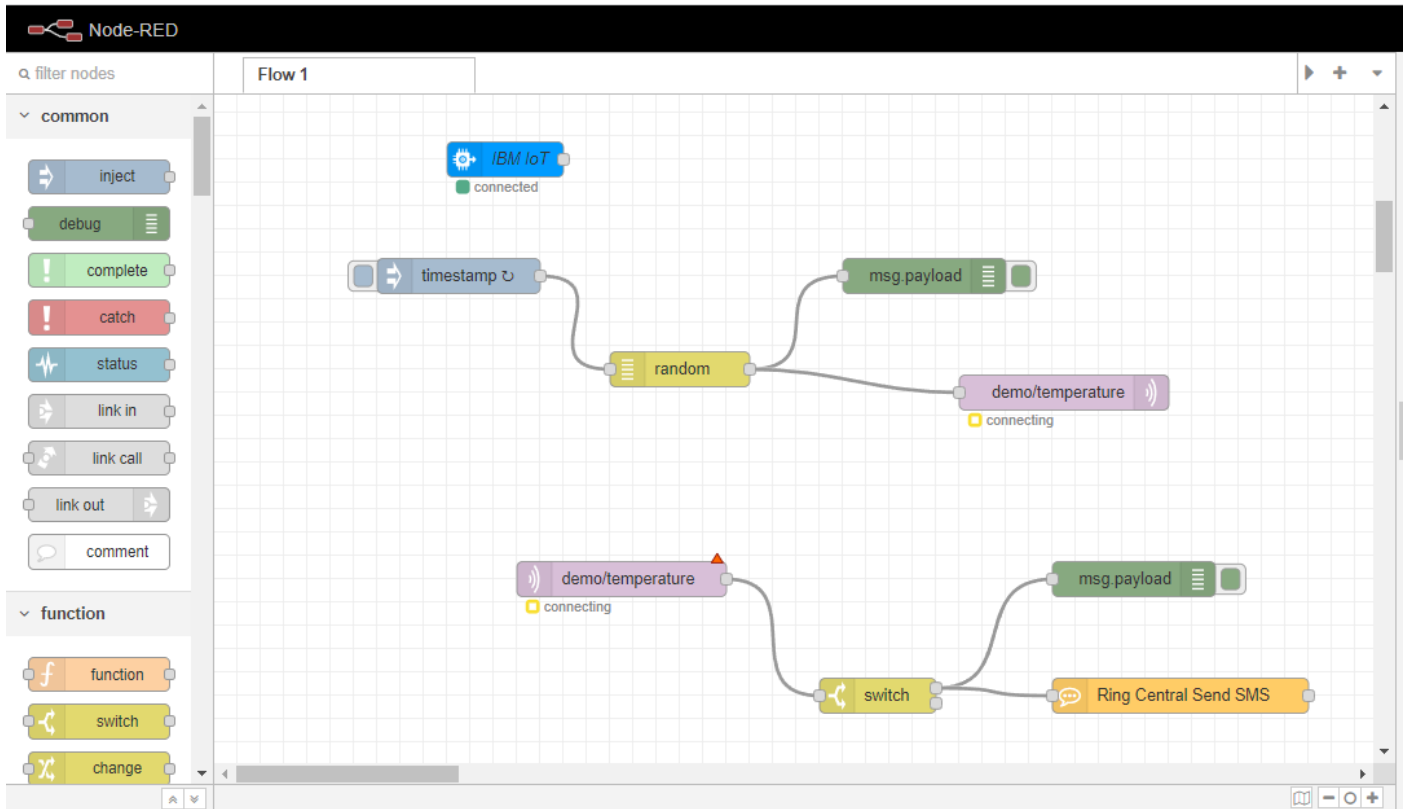 Node-RED
filter nodes
Flow 1
common
inject
debug
complete
catch
status
link in
link call
link out
comment
function
function
switch
change
IBM IoT
connected
timestamp ↻
msg.payload
random
demo/temperature
connecting
demo/temperature
connecting
msg.payload
switch
Ring Central Send SMS